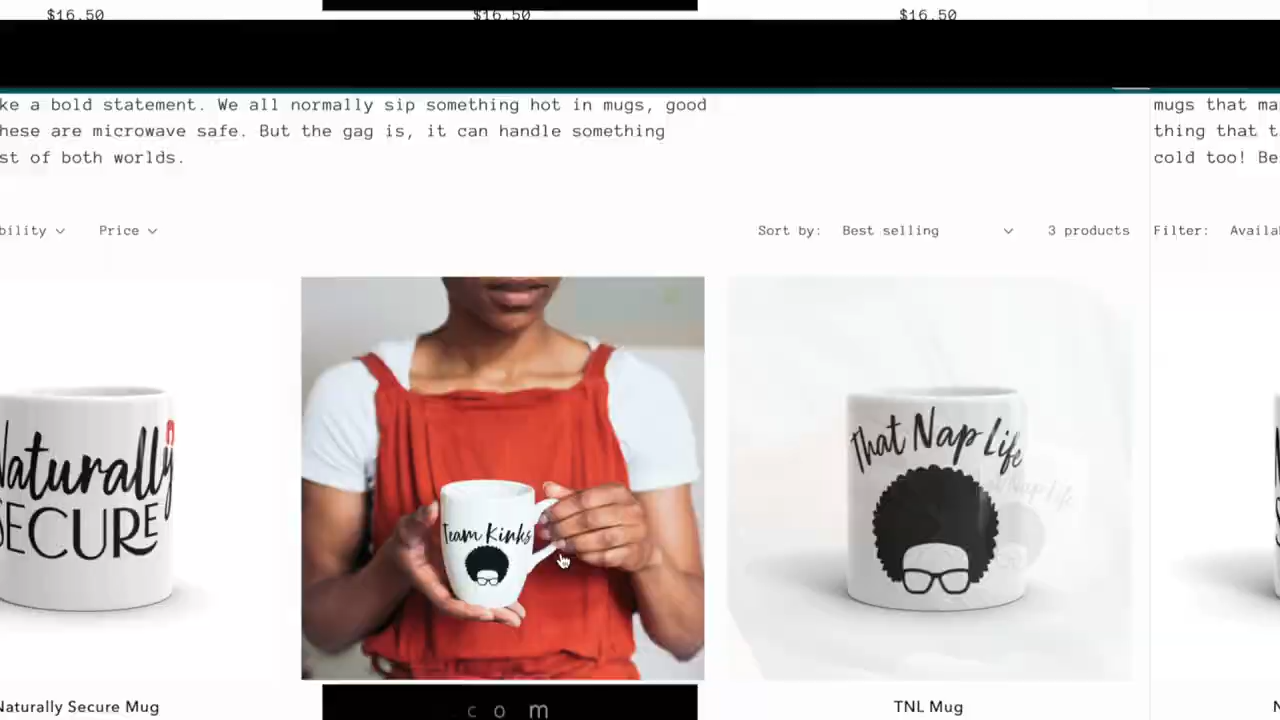 $16.50
$16.50
$16.50
ke a bold statement. We all normally sip something hot in mugs, good
hese are microwave safe. But the gag is, it can handle something
st of both worlds.
mugs that ma
thing that t
cold too! Be
bility
Price
Sort by:
Best selling
3 products
Filter:
Availa
Naturally
SECURE
Team Kinks
That Nap Life
Naturally Secure Mug
com
TNL Mug